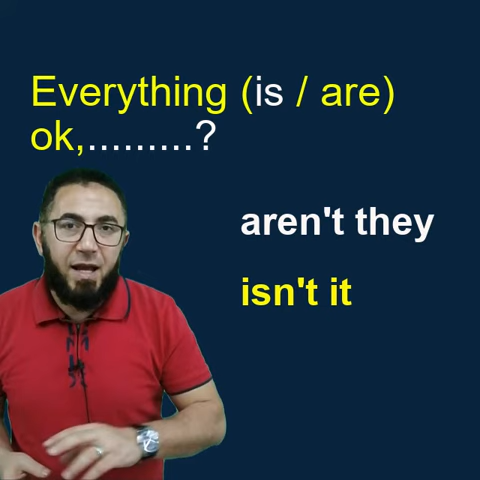 Everything (is / are)
ok,.........?
aren't they
isn't it